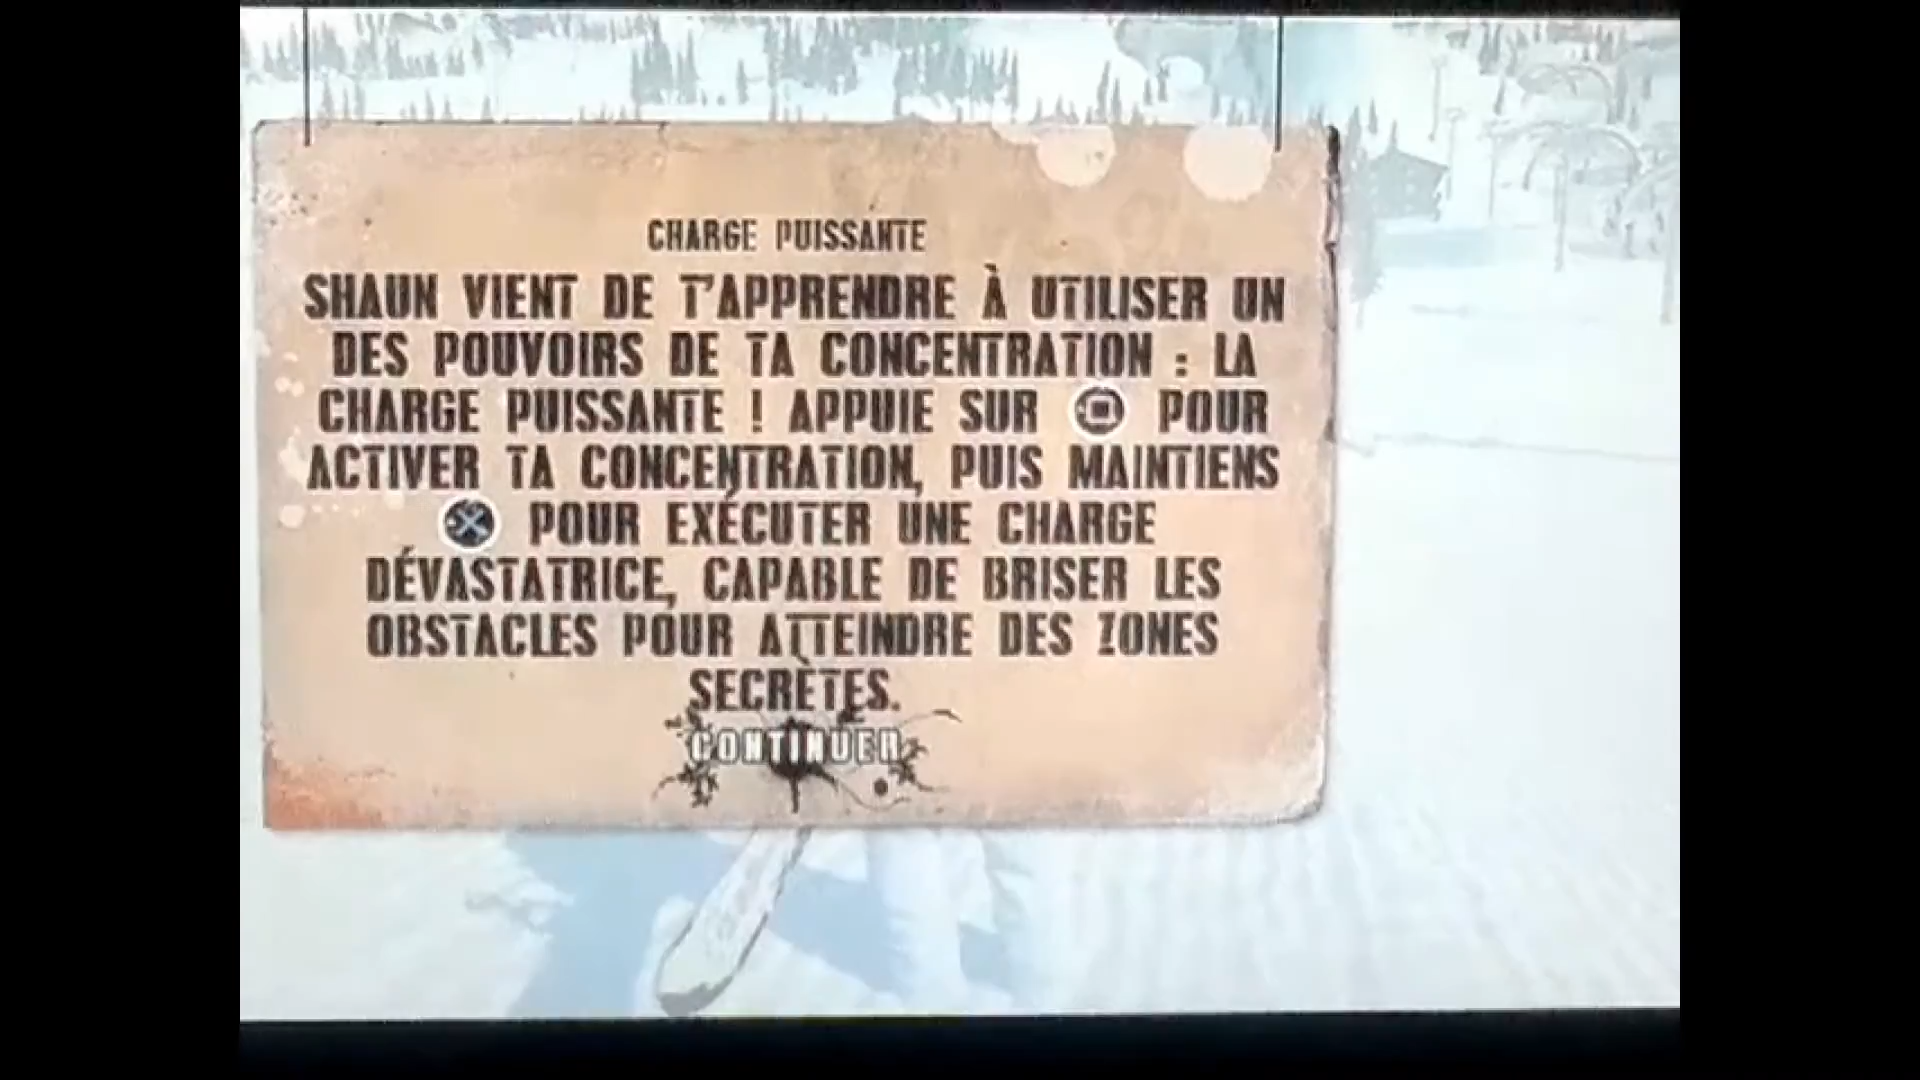 CHARGE PUISSANTE
SHAUN VIENT DE T'APPRENDRE À UTILISER UN
DES POUVOIRS DE TA CONCENTRATION : LA
CHARGE PUISSANTE ! APPUIE SUR POUR
ACTIVER TA CONCENTRATION, PUIS MAINTIENS
POUR EXÉCUTER UNE CHARGE
DÉVASTATRICE, CAPABLE DE BRISER LES
OBSTACLES POUR ATTEINDRE DES ZONES
SECRÈTES.
CONTINUER